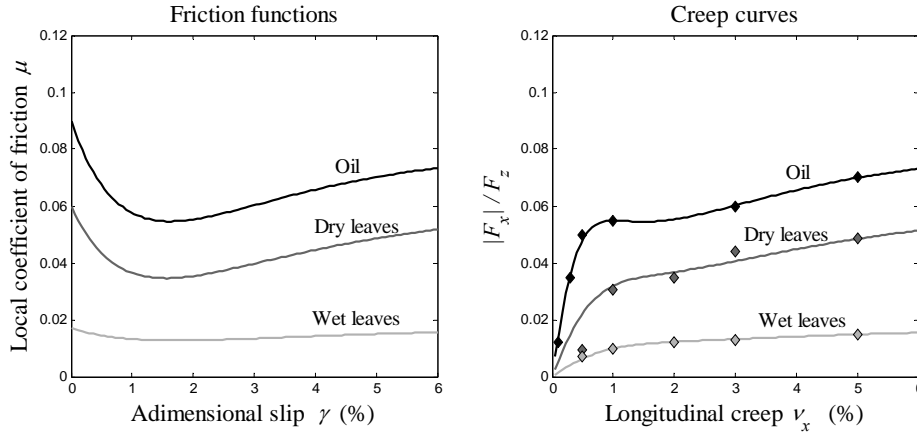 Friction functions
Local coefficient of friction μ
0.12
0.1
0.08
0.06
0.04
0.02
0
Oil
Dry leaves
Wet leaves
0 1 2 3 4 5 6
Adimensional slip γ (%)
Creep curves
|F_x| / F_z
0.12
0.1
0.08
0.06
0.04
0.02
0
Oil
Dry leaves
Wet leaves
0 1 2 3 4 5 6
Longitudinal creep ν_x (%)